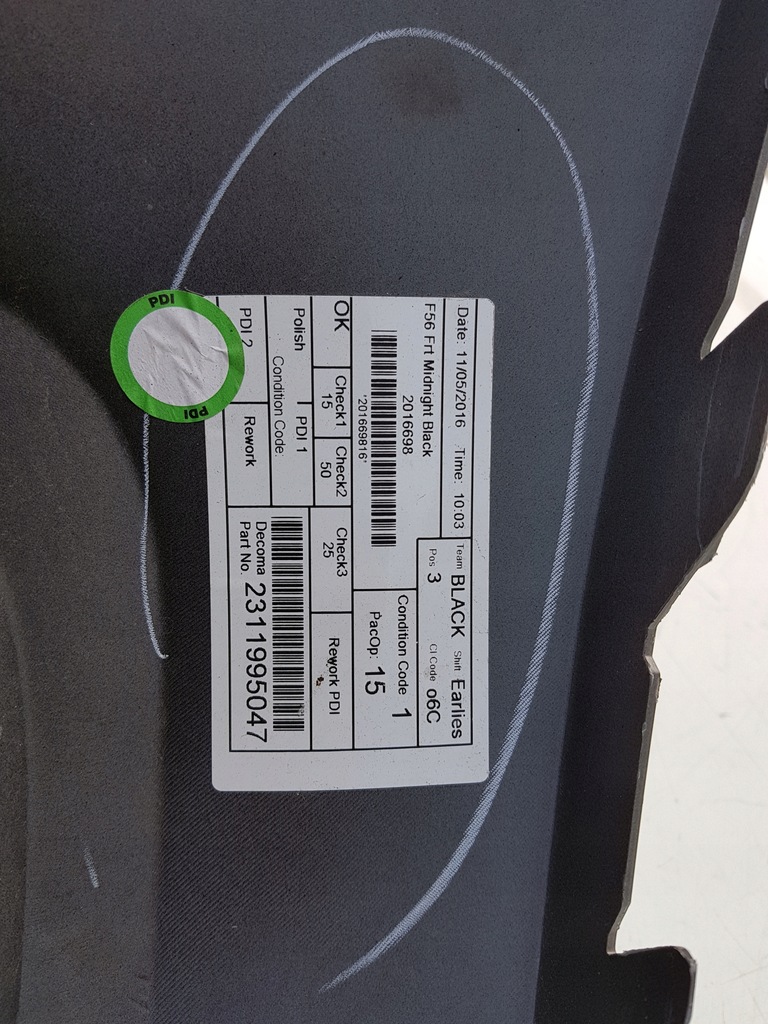 Date: 11/05/2016 Time: 10:03 Team BLACK Shift Earlies
F56 Frt Midnight Black Pos 3 Cl Code o6C
2016698
*201669816* Condition Code 1
PacOp: 15
OK Check1 15 Check2 50 Check3 25 Rework PDI
Polish PDI 1
Condition Code:
PDI 2 Rework
Decoma Part No. 2311995047
PDI
PDI